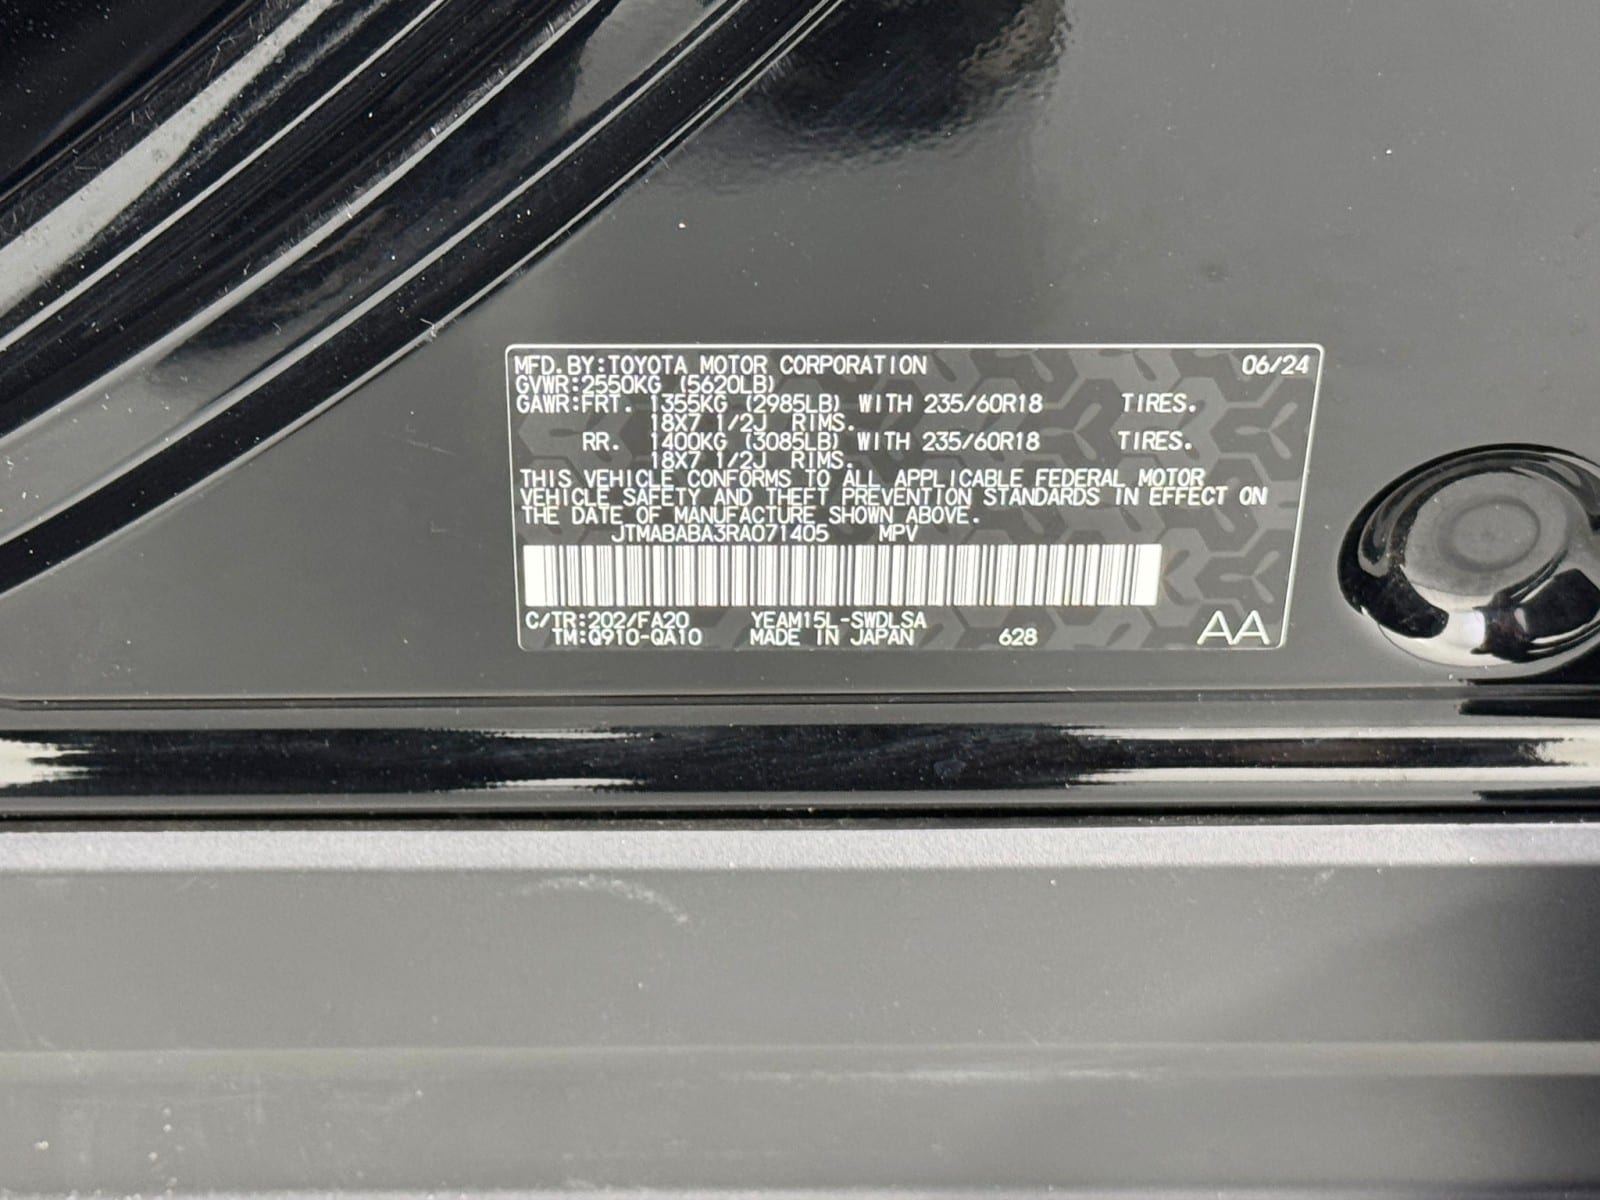 MFD.BY:TOYOTA MOTOR CORPORATION 06/24
GVWR:2550KG (5620LB)
GAWR:FRT. 1355KG (2985LB) WITH 235/60R18 TIRES.
18X7 1/2J RIMS.
RR. 1400KG (3085LB) WITH 235/60R18 TIRES.
18X7 1/2J RIMS.
THIS VEHICLE CONFORMS TO ALL APPLICABLE FEDERAL MOTOR
VEHICLE SAFETY AND THEFT PREVENTION STANDARDS IN EFFECT ON
THE DATE OF MANUFACTURE SHOWN ABOVE.
JTMABABA3RA071405 MPV
C/TR:202/FA20 YEAM15L-SWDLSA
TM:Q910-QA10 MADE IN JAPAN 628 AA